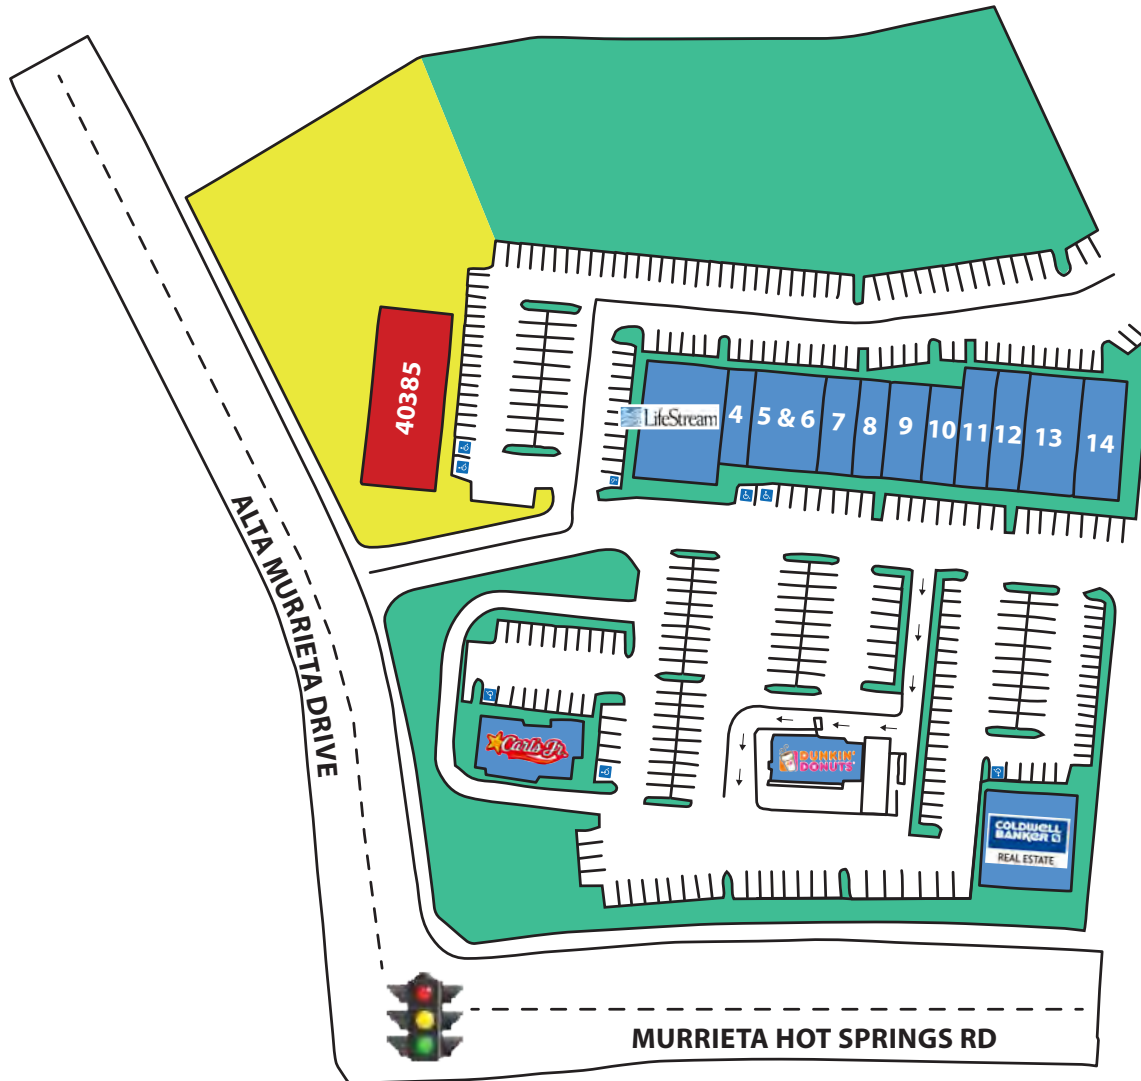 40385
LifeStream
4
5 & 6
7
8
9
10
11
12
13
14
ALTA MURRIETA DRIVE
Carl's Jr.
DUNKIN'
DONUTS
COLDWELL
BANKER
REAL ESTATE
MURRIETA HOT SPRINGS RD